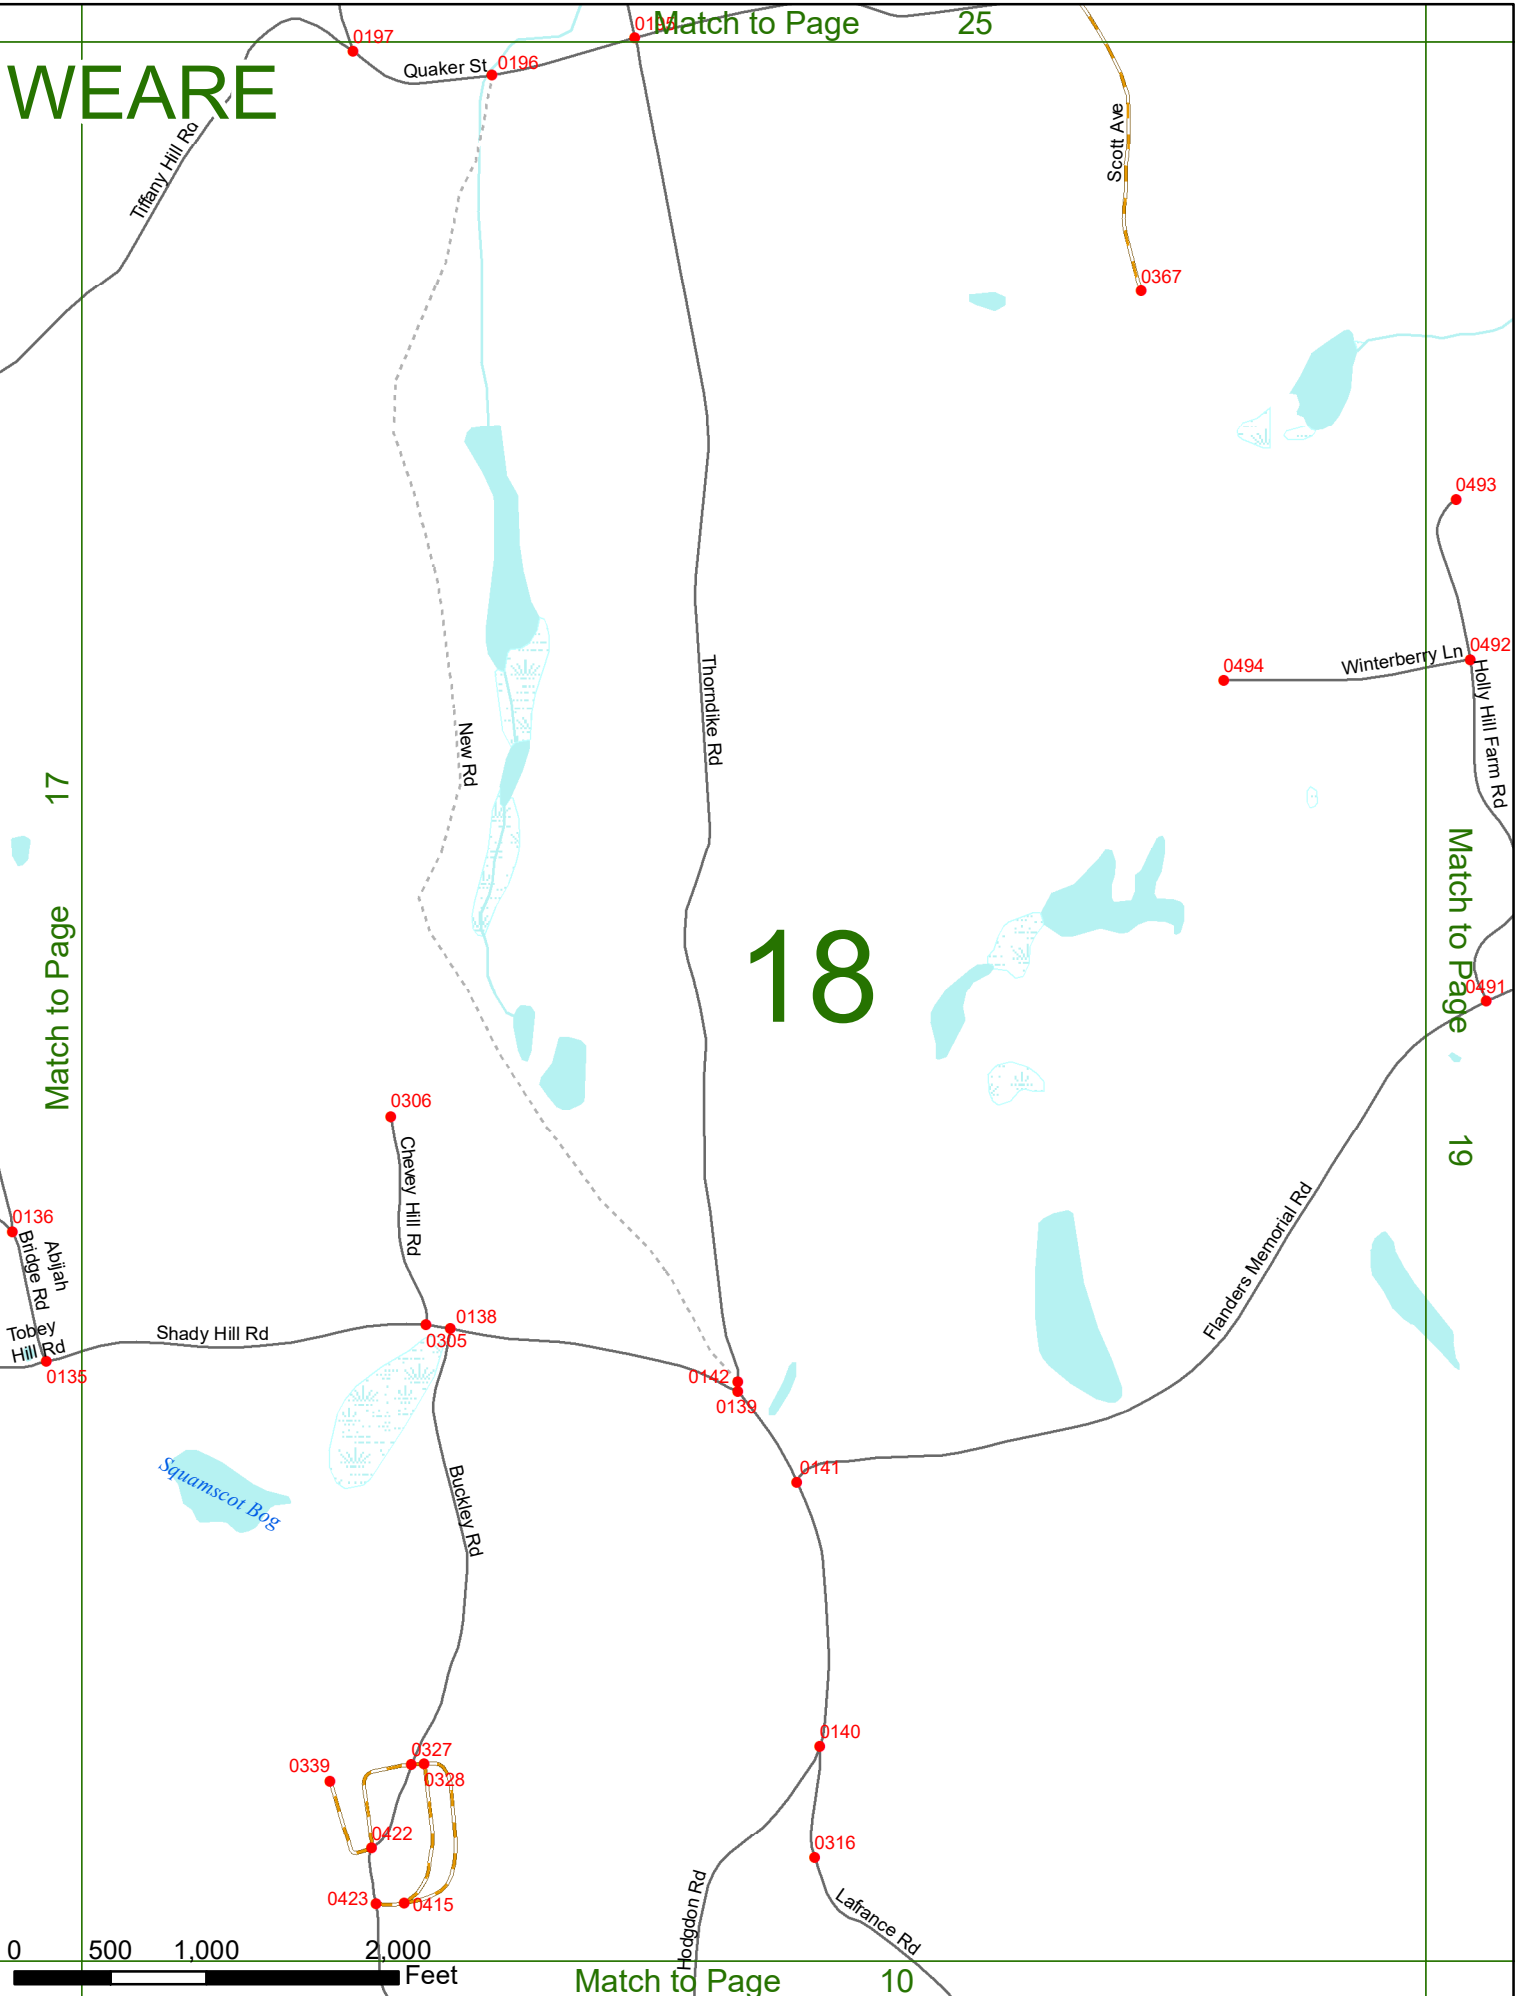 0195
Match to Page 25
0197
Quaker St
0196
WEARE
Tiffany Hill Rd
Scott Ave
0367
0493
0492
Winterberry Ln
0494
Holly Hill Farm Rd
Thorndike Rd
New Rd
Match to Page 17
18
Match to Page 19
0491
0306
Chevey Hill Rd
0136
Abijah
Bridge Rd
Flanders Memorial Rd
0138
0305
Shady Hill Rd
Tobey
Hill Rd
0135
0142
0139
0141
Squamscot Bog
Buckley Rd
0140
0327
0339
0328
0422
0316
0423
0415
Hodgdon Rd
Lafrance Rd
0 500 1,000 2,000
Feet
Match to Page 10